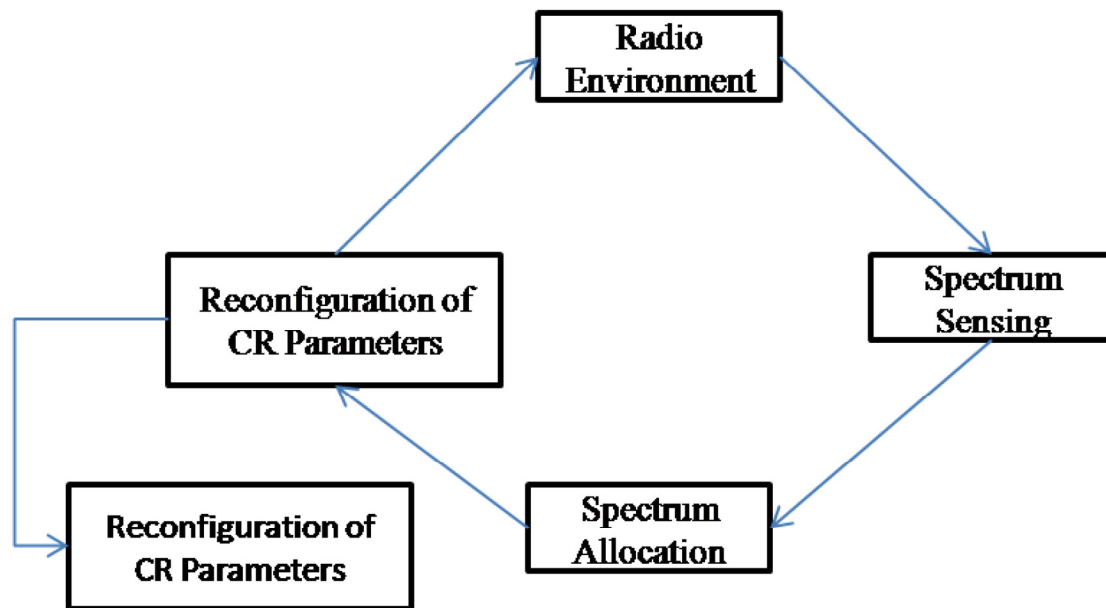 Radio
Environment
Spectrum
Sensing
Reconfiguration of
CR Parameters
Spectrum
Allocation
Reconfiguration of
CR Parameters